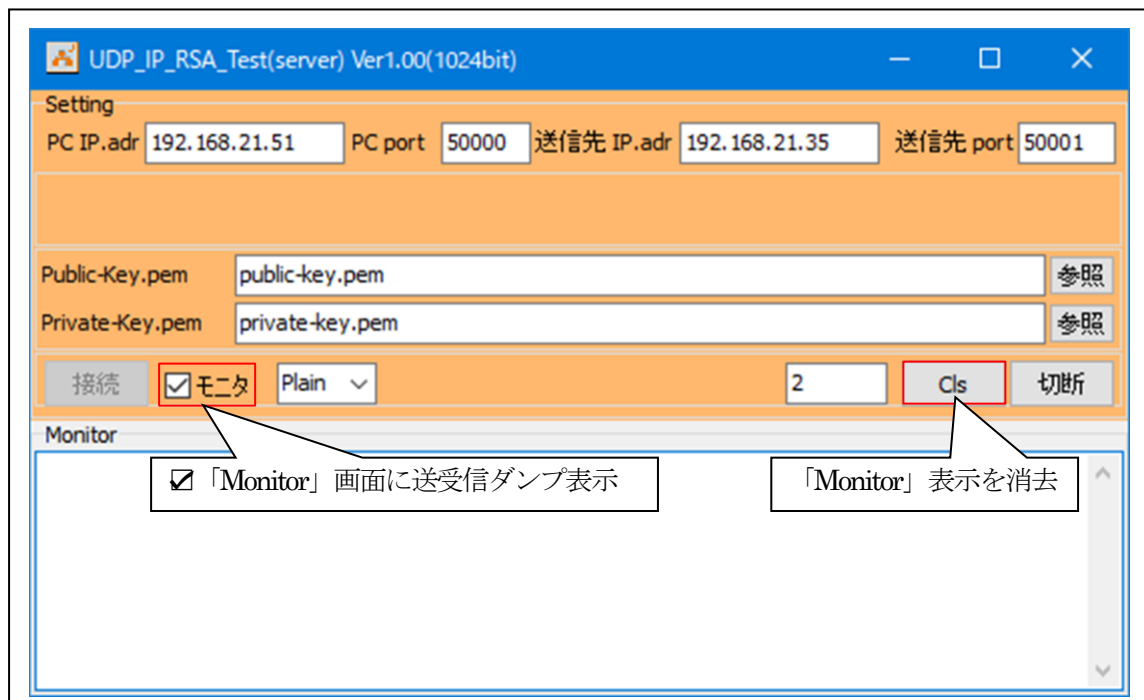 UDP_IP_RSA_Test(server) Ver1.00(1024bit)
Setting
PC IP.adr 192.168.21.51 PC port 50000 送信先 IP.adr 192.168.21.35 送信先 port 50001
Public-Key.pem public-key.pem 参照
Private-Key.pem private-key.pem 参照
接続 モニタ Plain 2 Cls 切断
Monitor
☑「Monitor」画面に送受信ダンプ表示 「Monitor」表示を消去